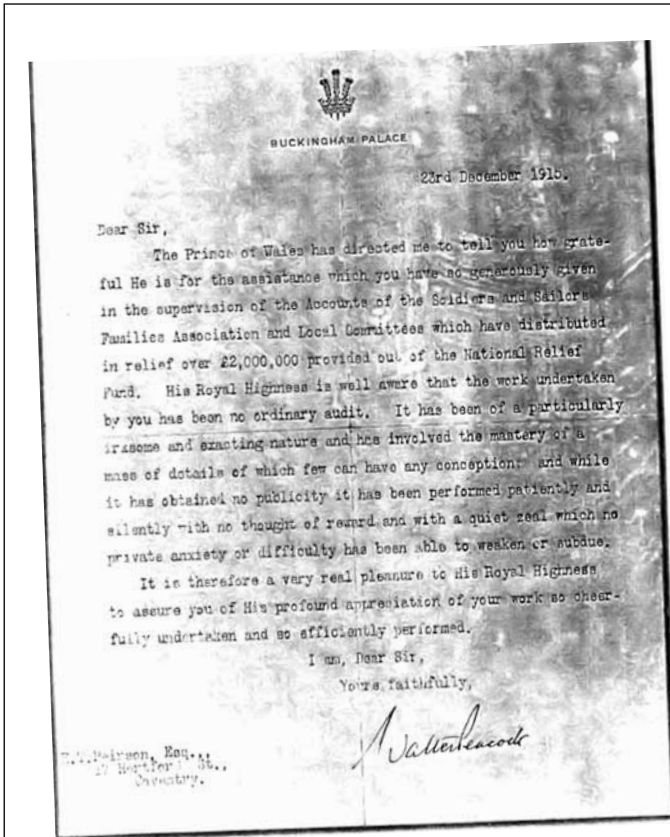 BUCKINGHAM PALACE
23rd December 1915.
Dear Sir,
The Prince of Wales has directed me to tell you how grate-
ful He is for the assistance which you have so generously given
in the supervision of the Accounts of the Soldiers and Sailors
Families Association and Local Committees which have distributed
in relief over £2,000,000 provided out of the National Relief
Fund. His Royal Highness is well aware that the work undertaken
by you has been no ordinary audit. It has been of a particularly
irksome and exacting nature and has involved the mastery of a
mass of details of which few can have any conception: and while
it has obtained no publicity it has been performed patiently and
silently with no thought of reward and with a quiet zeal which no
private anxiety or difficulty has been able to weaken or subdue.
It is therefore a very real pleasure to His Royal Highness
to assure you of His profound appreciation of your work so cheer-
fully undertaken and so efficiently performed.
I am, Dear Sir,
Yours faithfully,
Walter Peacock
Esq.,
Hertford St.,
Coventry.